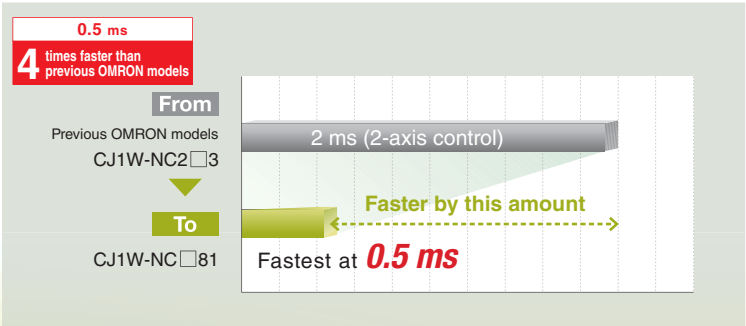 0.5 ms
4 times faster than
previous OMRON models
From
Previous OMRON models
CJ1W-NC2□3
2 ms (2-axis control)
To
Faster by this amount
CJ1W-NC□81
Fastest at 0.5 ms